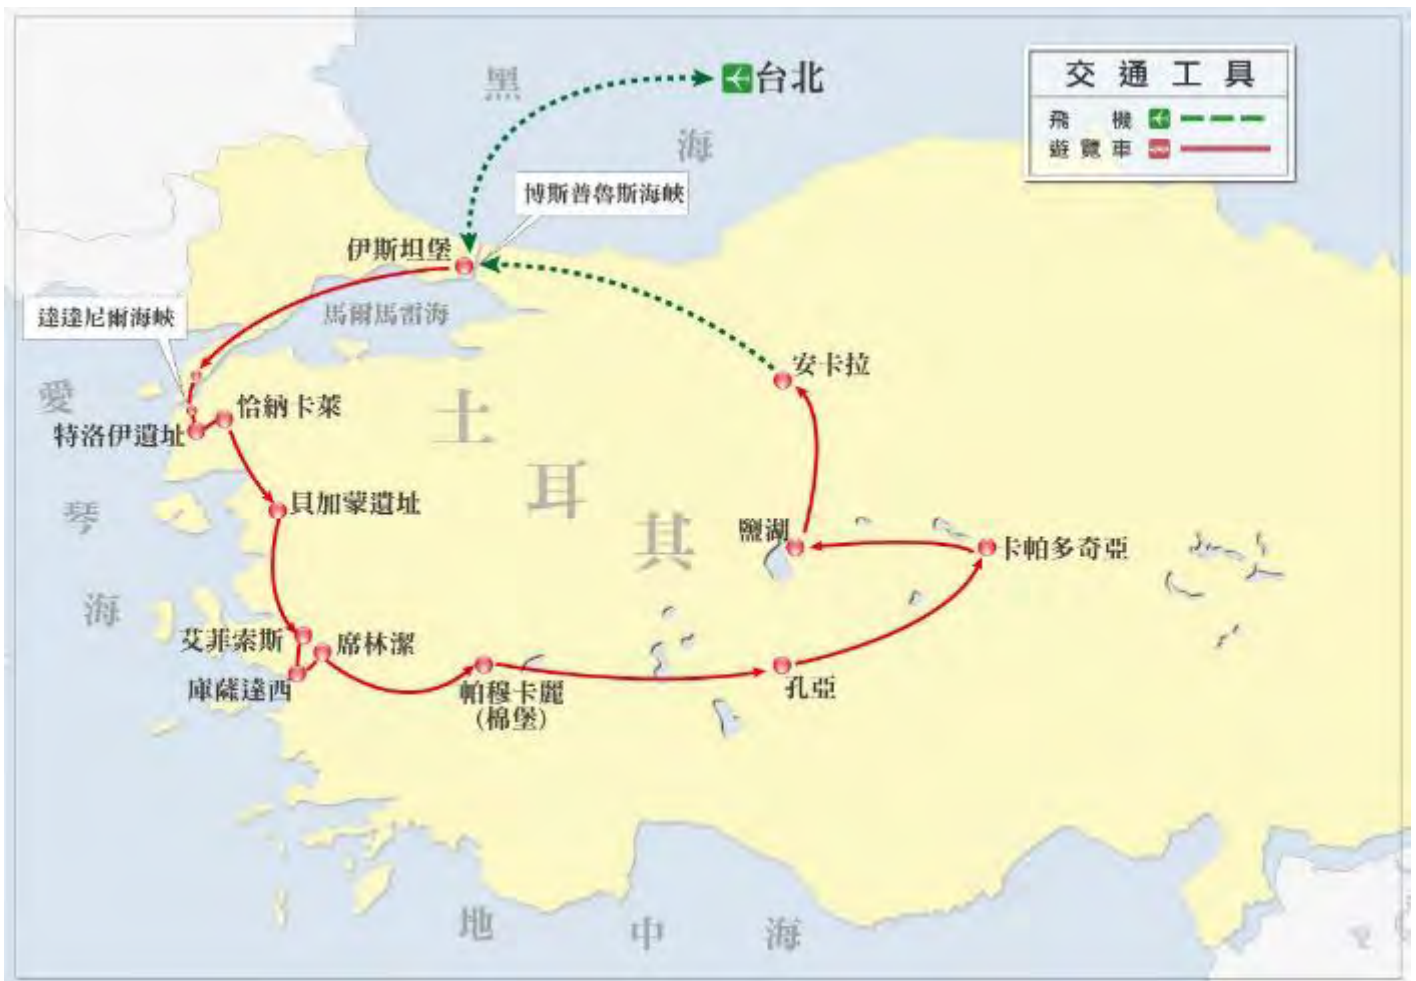 黑
海
台北
交通工具
飛機
遊覽車
博斯普魯斯海峽
伊斯坦堡
達達尼爾海峽
馬爾馬雷海
安卡拉
愛
琴
海
恰納卡萊
特洛伊遺址
土
耳
其
貝加蒙遺址
鹽湖
卡帕多奇亞
艾菲索斯
席林潔
庫薩達西
帕穆卡麗
(棉堡)
孔亞
地
中
海